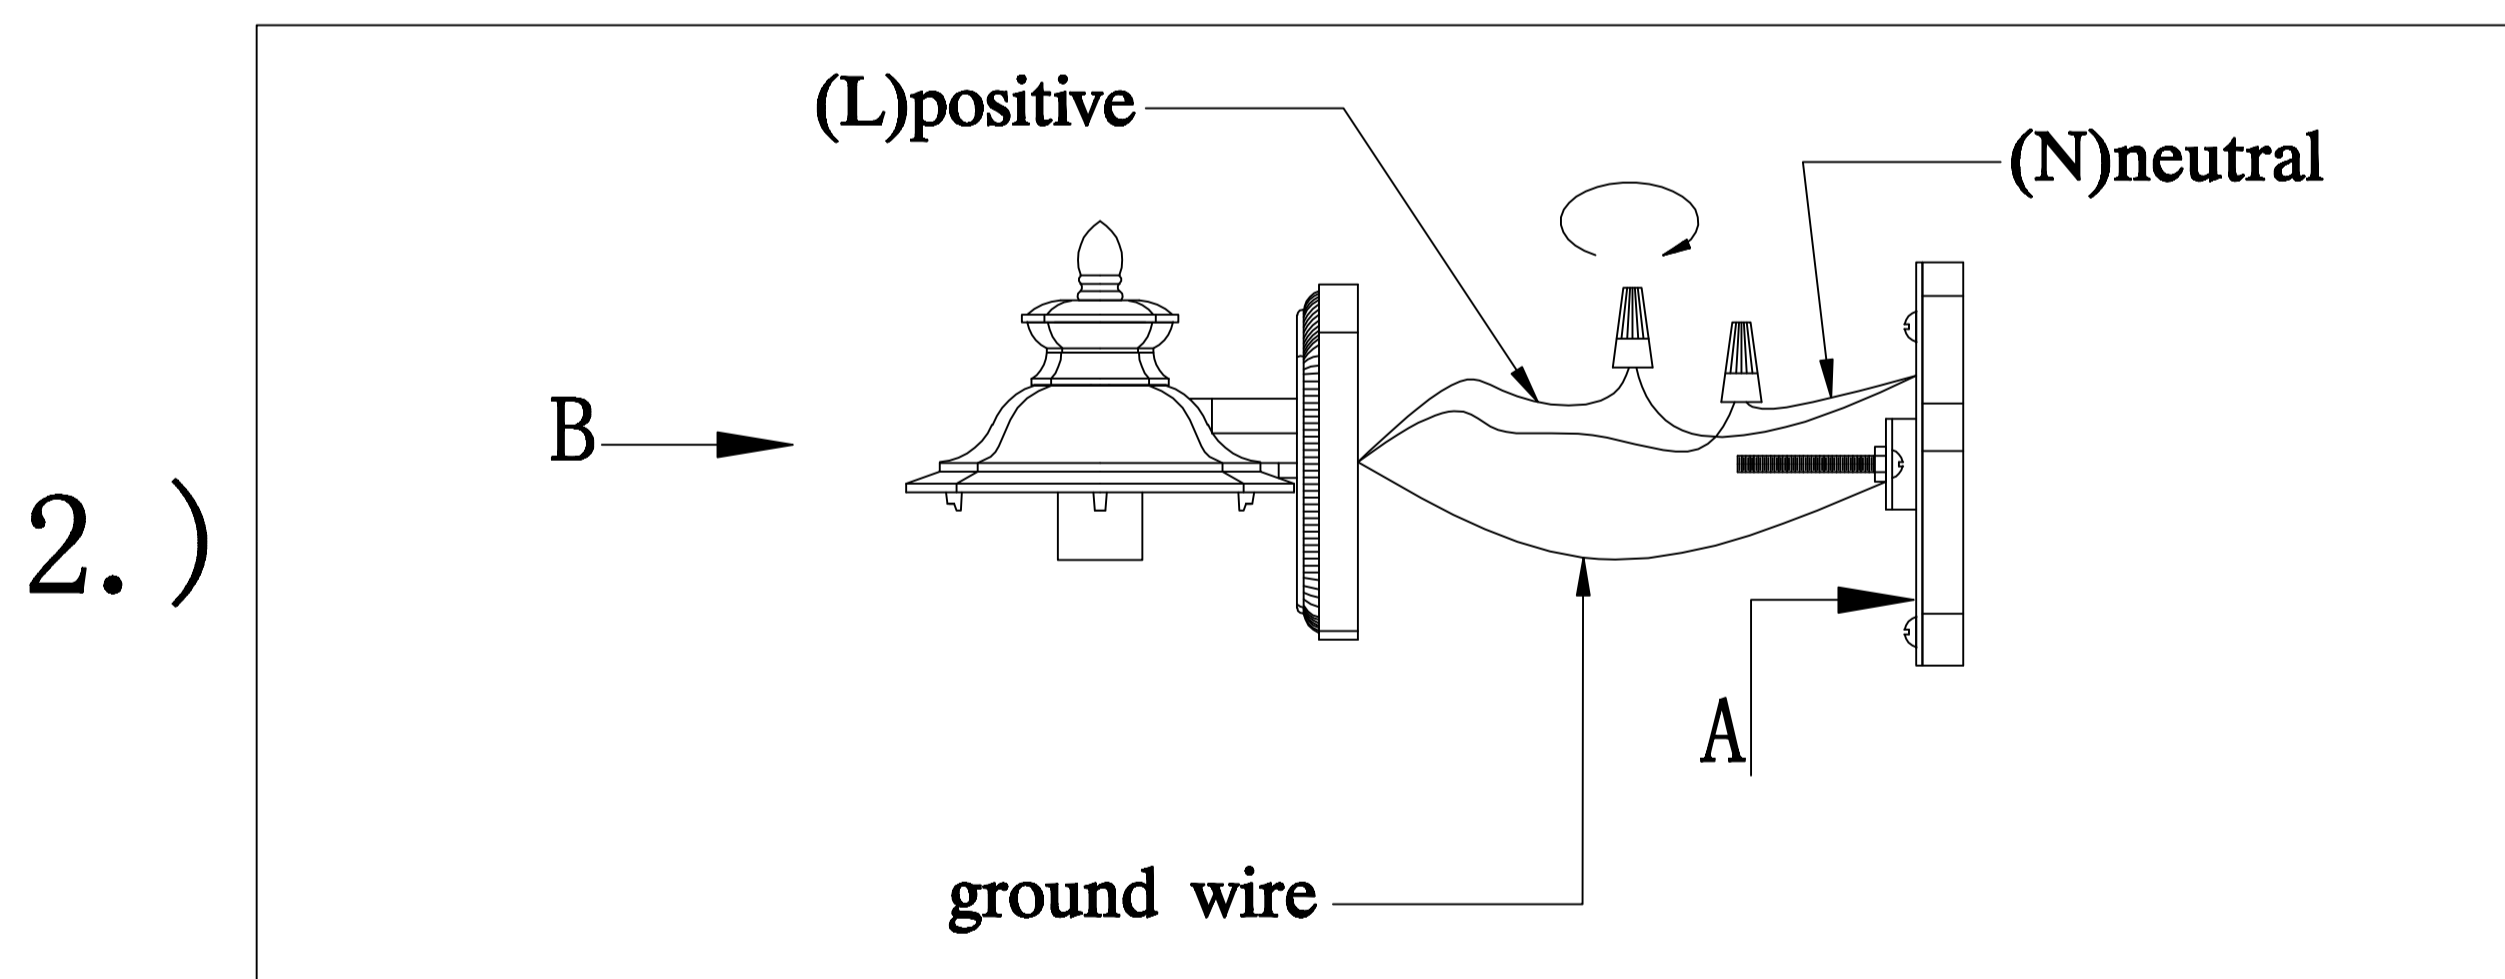 (L)positive
(N)neutral
B
2.)
A
ground wire